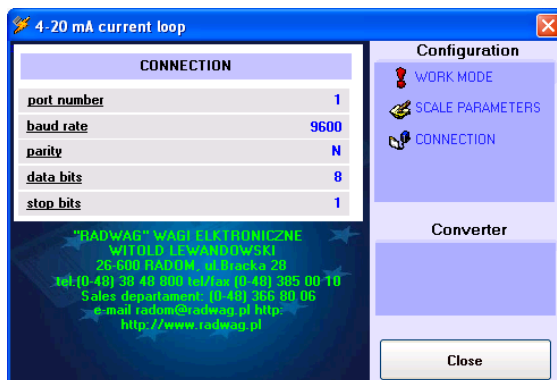 4-20 mA current loop
CONNECTION
port number 1
baud rate 9600
parity N
data bits 8
stop bits 1
"RADWAG" WAGI ELKTRONICZNE
WITOLD LEWANDOWSKI
26-600 RADOM, ul.Bracka 28
tel.(0-48) 38 48 800 tel/fax (0-48) 385 00 10
Sales departament: (0-48) 366 80 06
e-mail radom@radwag.pl http:
http://www.radwag.pl
Configuration
WORK MODE
SCALE PARAMETERS
CONNECTION
Converter
Close